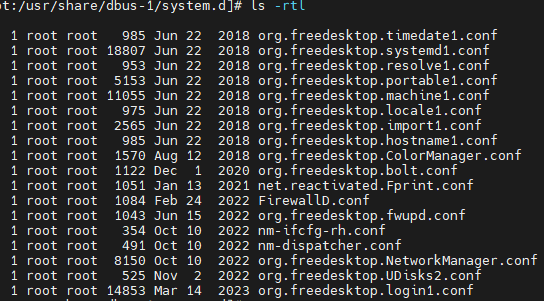 ot:/usr/share/dbus-1/system.d]# ls -rtl
1 root root 985 Jun 22 2018 org.freedesktop.timedate1.conf
1 root root 18807 Jun 22 2018 org.freedesktop.systemd1.conf
1 root root 953 Jun 22 2018 org.freedesktop.resolve1.conf
1 root root 5153 Jun 22 2018 org.freedesktop.portable1.conf
1 root root 11055 Jun 22 2018 org.freedesktop.machine1.conf
1 root root 975 Jun 22 2018 org.freedesktop.locale1.conf
1 root root 2565 Jun 22 2018 org.freedesktop.import1.conf
1 root root 985 Jun 22 2018 org.freedesktop.hostname1.conf
1 root root 1570 Aug 12 2018 org.freedesktop.ColorManager.conf
1 root root 1122 Dec 1 2020 org.freedesktop.bolt.conf
1 root root 1051 Jan 13 2021 net.reactivated.Fprint.conf
1 root root 1084 Feb 24 2022 FirewallD.conf
1 root root 1043 Jun 15 2022 org.freedesktop.fwupd.conf
1 root root 354 Oct 10 2022 nm-ifcfg-rh.conf
1 root root 491 Oct 10 2022 nm-dispatcher.conf
1 root root 8150 Oct 10 2022 org.freedesktop.NetworkManager.conf
1 root root 525 Nov 2 2022 org.freedesktop.UDisks2.conf
1 root root 14853 Mar 14 2023 org.freedesktop.login1.conf